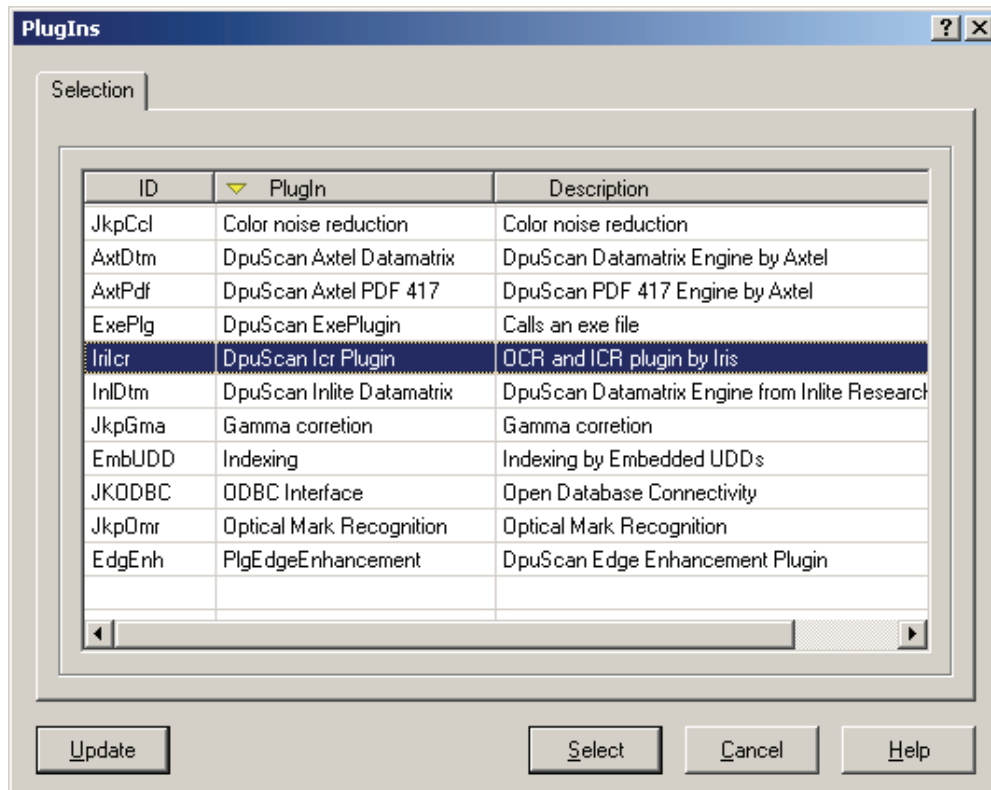 PlugIns
Selection
ID PlugIn Description
JkpCcl Color noise reduction Color noise reduction
AxtDtm DpuScan Axtel Datamatrix DpuScan Datamatrix Engine by Axtel
AxtPdf DpuScan Axtel PDF 417 DpuScan PDF 417 Engine by Axtel
ExePlg DpuScan ExePlugin Calls an exe file
IriIcr DpuScan Icr Plugin OCR and ICR plugin by Iris
InlDtm DpuScan Inlite Datamatrix DpuScan Datamatrix Engine from Inlite Research
JkpGma Gamma corretion Gamma corretion
EmbUDD Indexing Indexing by Embedded UDDs
JKODBC ODBC Interface Open Database Connectivity
JkpOmr Optical Mark Recognition Optical Mark Recognition
EdgEnh PlgEdgeEnhancement DpuScan Edge Enhancement Plugin
Update Select Cancel Help